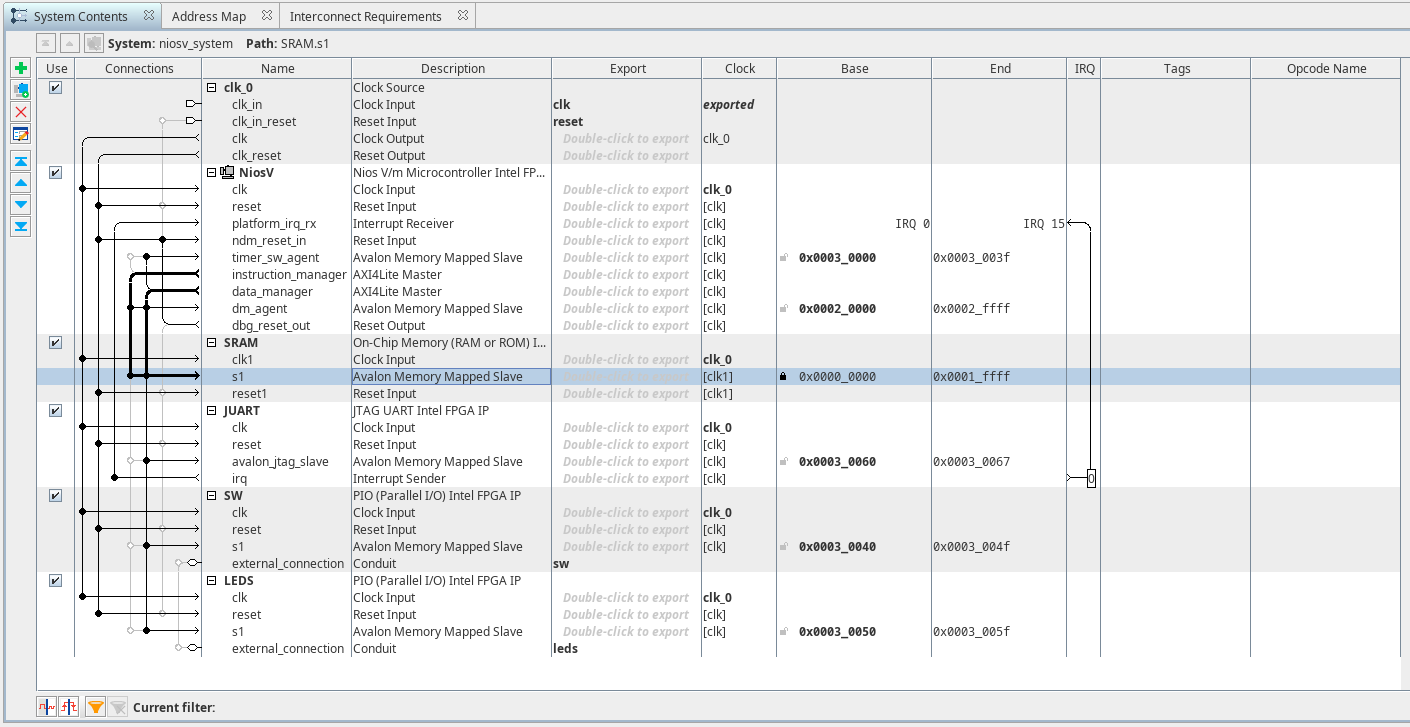 System Contents Address Map Interconnect Requirements
System: niosv_system Path: SRAM.s1
Use Connections Name Description Export Clock Base End IRQ Tags Opcode Name
clk_0 Clock Source
clk_in Clock Input clk exported
clk_in_reset Reset Input reset
clk Clock Output Double-click to export clk_0
clk_reset Reset Output Double-click to export
NiosV Nios V/m Microcontroller Intel FP...
clk Clock Input Double-click to export clk_0
reset Reset Input Double-click to export [clk]
platform_irq_rx Interrupt Receiver Double-click to export [clk] IRQ 0 IRQ 15
ndm_reset_in Reset Input Double-click to export [clk]
timer_sw_agent Avalon Memory Mapped Slave Double-click to export [clk] 0x0003_0000 0x0003_003f
instruction_manager AXI4Lite Master Double-click to export [clk]
data_manager AXI4Lite Master Double-click to export [clk]
dm_agent Avalon Memory Mapped Slave Double-click to export [clk] 0x0002_0000 0x0002_ffff
dbg_reset_out Reset Output Double-click to export [clk]
SRAM On-Chip Memory (RAM or ROM) I...
clk1 Clock Input Double-click to export clk_0
s1 Avalon Memory Mapped Slave Double-click to export [clk1] 0x0000_0000 0x0001_ffff
reset1 Reset Input Double-click to export [clk1]
JUART JTAG UART Intel FPGA IP
clk Clock Input Double-click to export clk_0
reset Reset Input Double-click to export [clk]
avalon_jtag_slave Avalon Memory Mapped Slave Double-click to export [clk] 0x0003_0060 0x0003_0067
irq Interrupt Sender Double-click to export [clk] 0
SW PIO (Parallel I/O) Intel FPGA IP
clk Clock Input Double-click to export clk_0
reset Reset Input Double-click to export [clk]
s1 Avalon Memory Mapped Slave Double-click to export [clk] 0x0003_0040 0x0003_004f
external_connection Conduit sw
LEDS PIO (Parallel I/O) Intel FPGA IP
clk Clock Input Double-click to export clk_0
reset Reset Input Double-click to export [clk]
s1 Avalon Memory Mapped Slave Double-click to export [clk] 0x0003_0050 0x0003_005f
external_connection Conduit leds
Current filter: